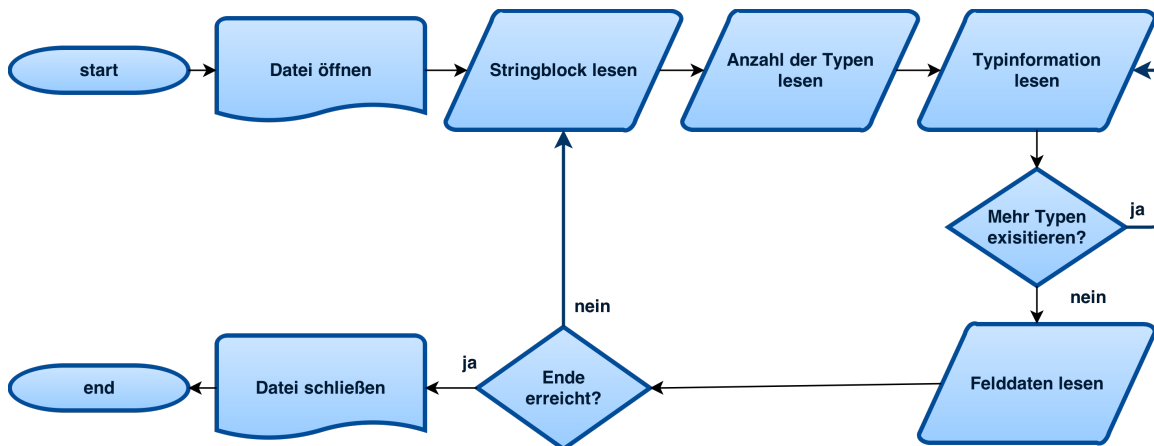 start
Datei öffnen
Stringblock lesen
Anzahl der Typen
lesen
Typinformation
lesen
Mehr Typen
exisitieren?
ja
nein
Felddaten lesen
Ende
erreicht?
nein
ja
Datei schließen
end